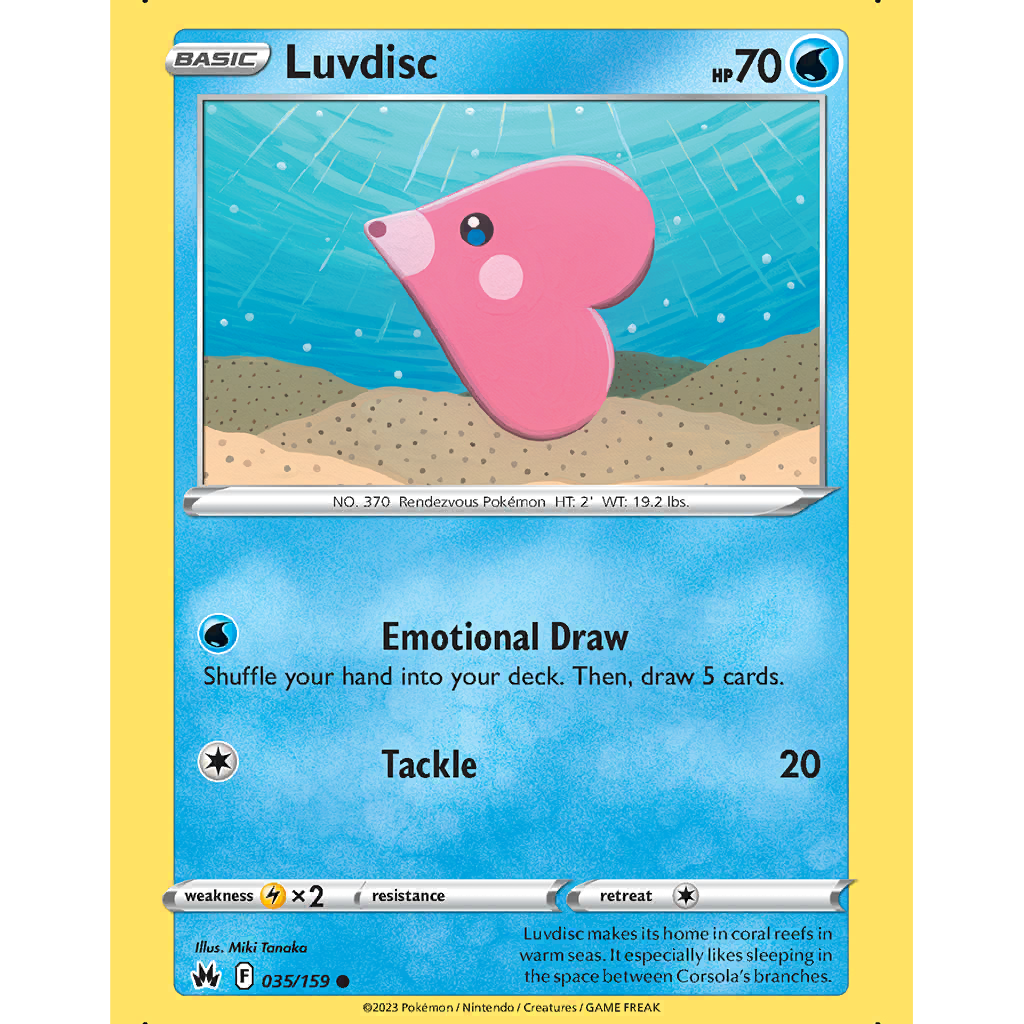 BASIC Luvdisc HP 70
NO. 370 Rendezvous Pokémon HT: 2' WT: 19.2 lbs.
Emotional Draw
Shuffle your hand into your deck. Then, draw 5 cards.
Tackle 20
weakness ×2 resistance retreat
Illus. Miki Tanaka
F 035/159
Luvdisc makes its home in coral reefs in
warm seas. It especially likes sleeping in
the space between Corsola's branches.
©2023 Pokémon / Nintendo / Creatures / GAME FREAK